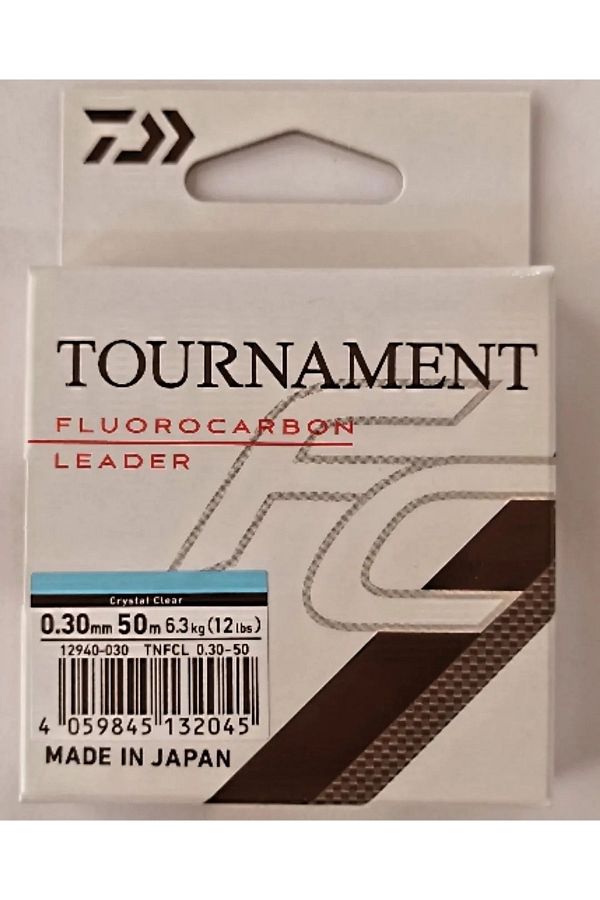 TOURNAMENT
FLUOROCARBON
LEADER
FC
Crystal Clear
0.30mm 50m 6.3kg (12lbs)
12940-030 TNFCL 0.30-50
4 059845 132045
MADE IN JAPAN